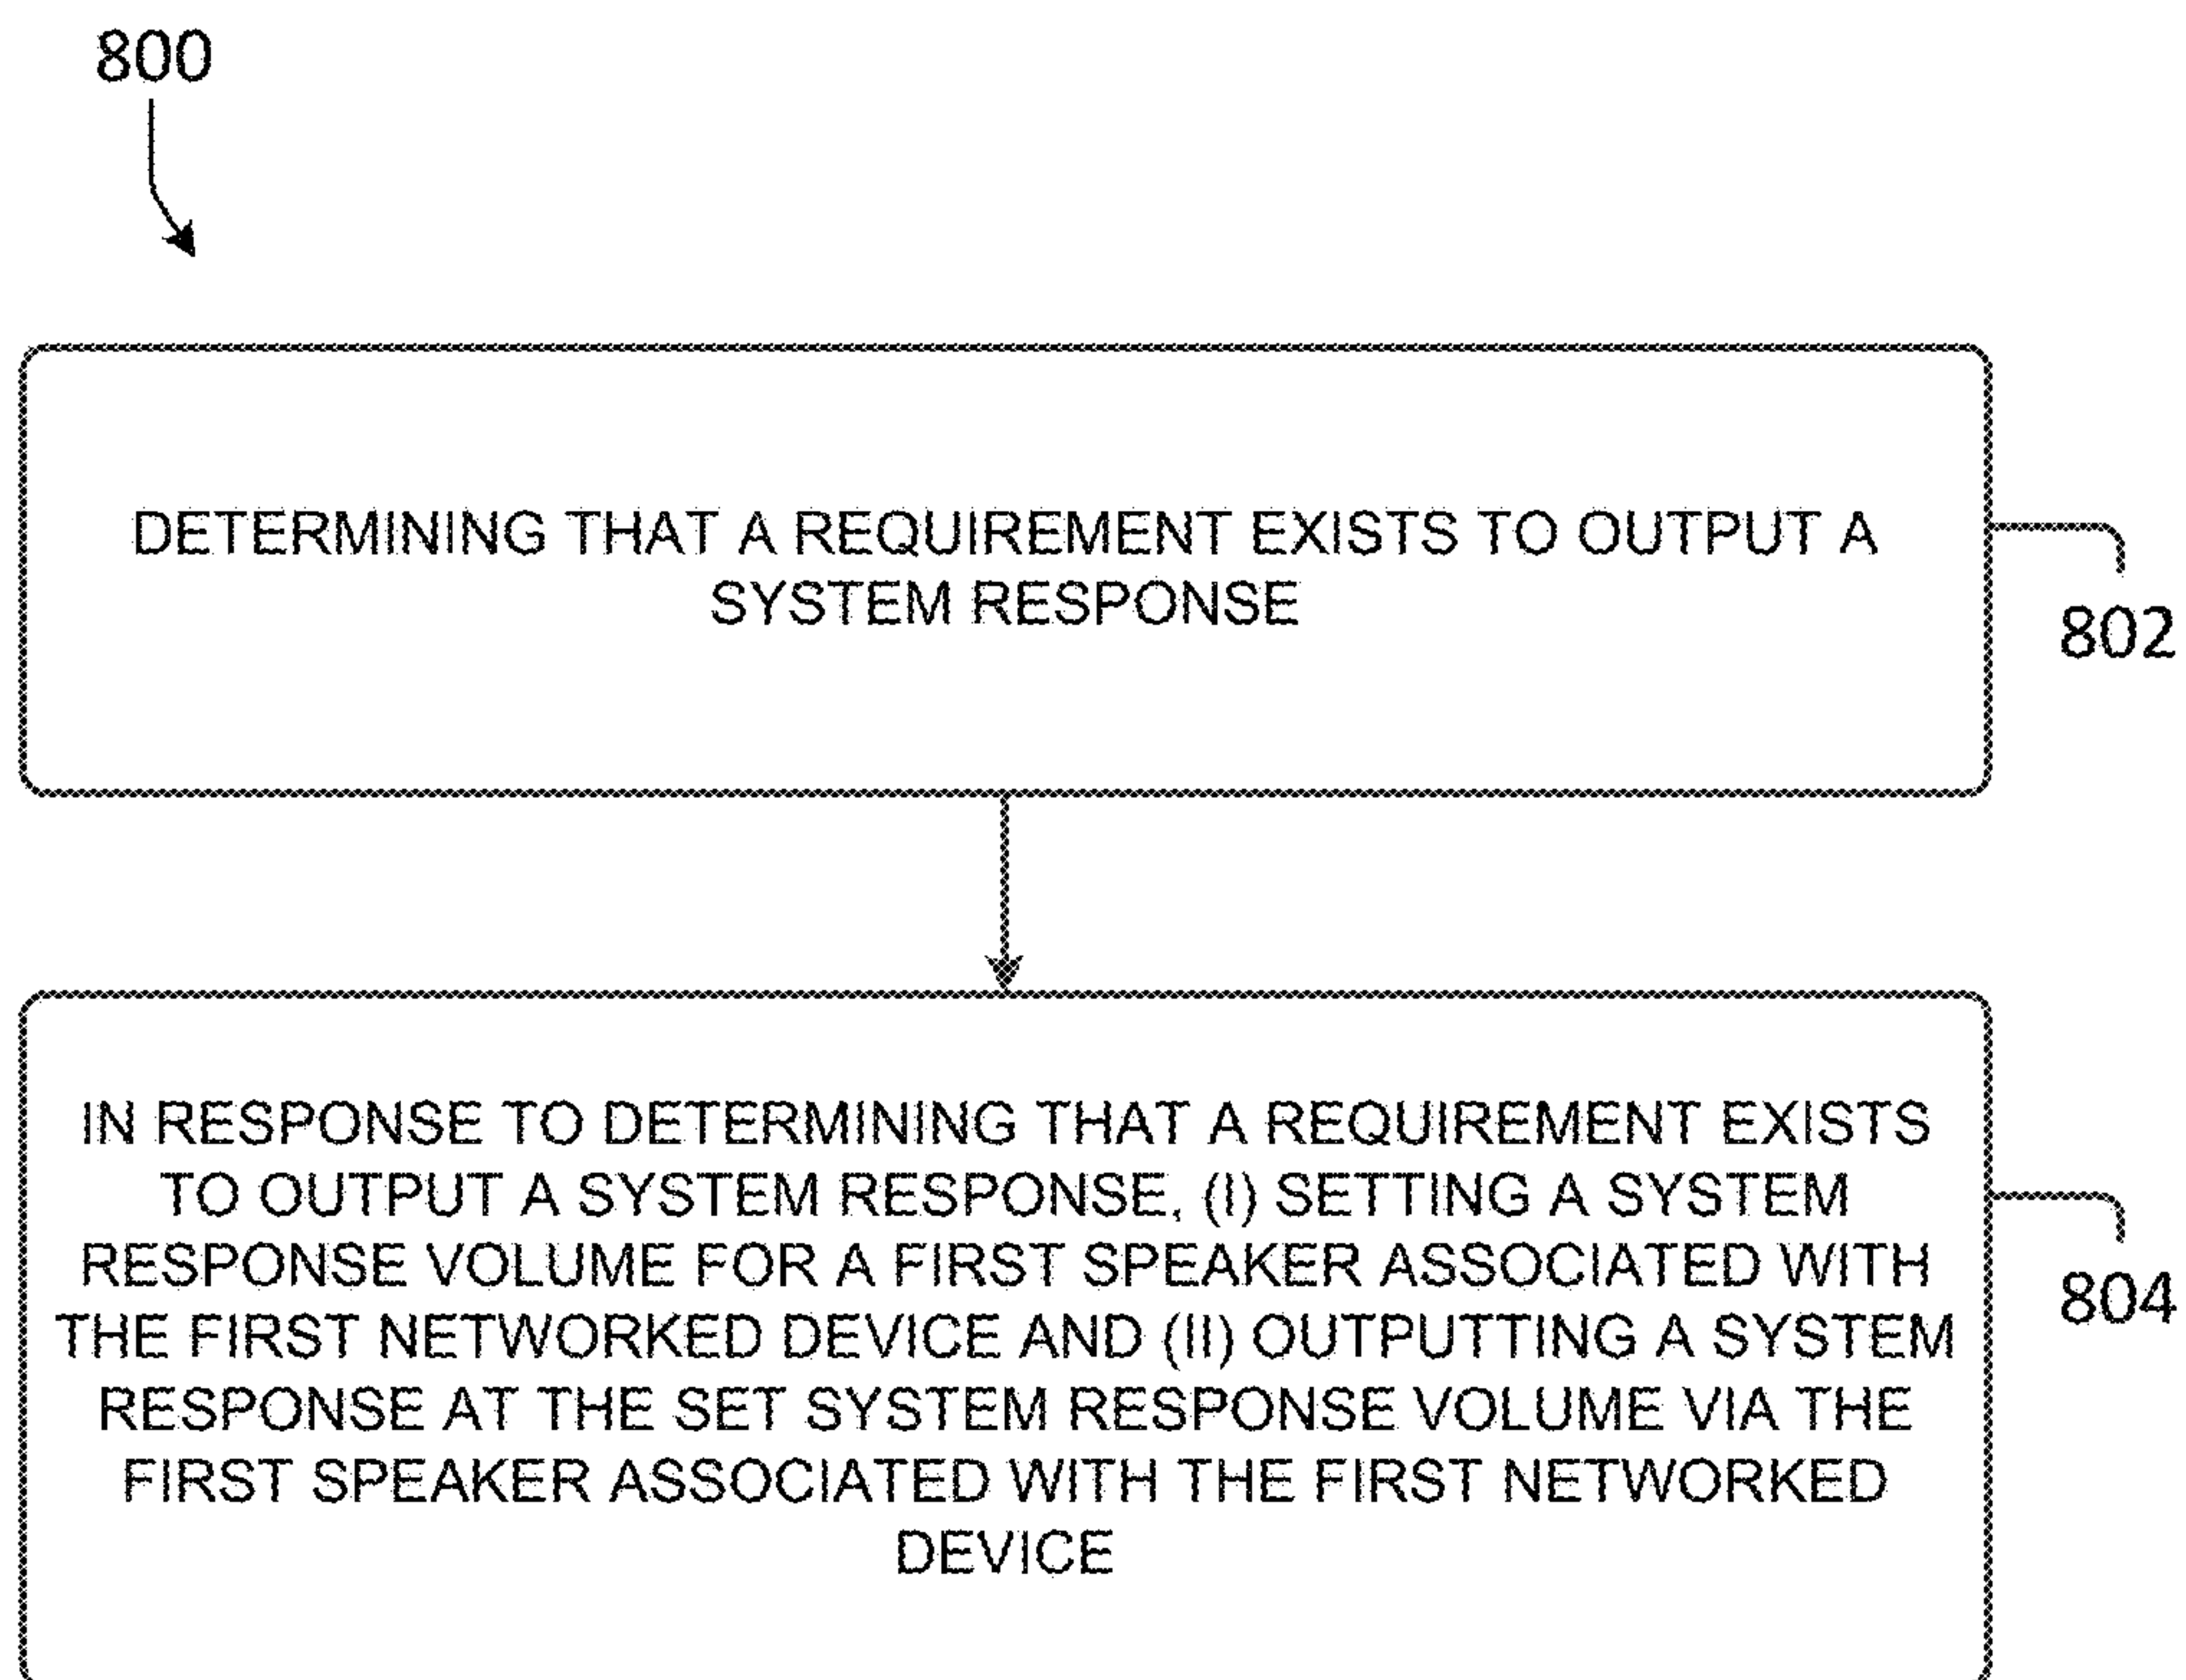 800
DETERMINING THAT A REQUIREMENT EXISTS TO OUTPUT A
SYSTEM RESPONSE
802
IN RESPONSE TO DETERMINING THAT A REQUIREMENT EXISTS
TO OUTPUT A SYSTEM RESPONSE, (I) SETTING A SYSTEM
RESPONSE VOLUME FOR A FIRST SPEAKER ASSOCIATED WITH
THE FIRST NETWORKED DEVICE AND (II) OUTPUTTING A SYSTEM
RESPONSE AT THE SET SYSTEM RESPONSE VOLUME VIA THE
FIRST SPEAKER ASSOCIATED WITH THE FIRST NETWORKED
DEVICE
804